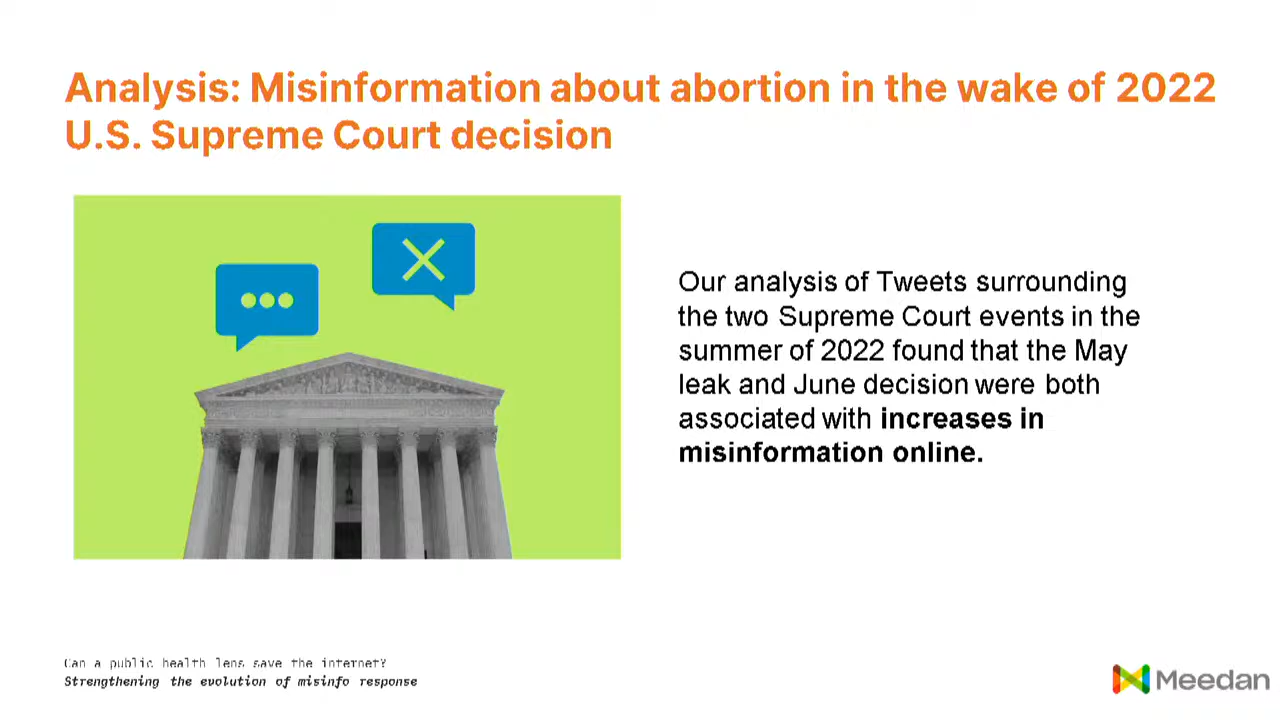 Analysis: Misinformation about abortion in the wake of 2022
U.S. Supreme Court decision
Our analysis of Tweets surrounding
the two Supreme Court events in the
summer of 2022 found that the May
leak and June decision were both
associated with increases in
misinformation online.
Can a public health lens save the internet?
Strengthening the evolution of misinfo response
Meedan